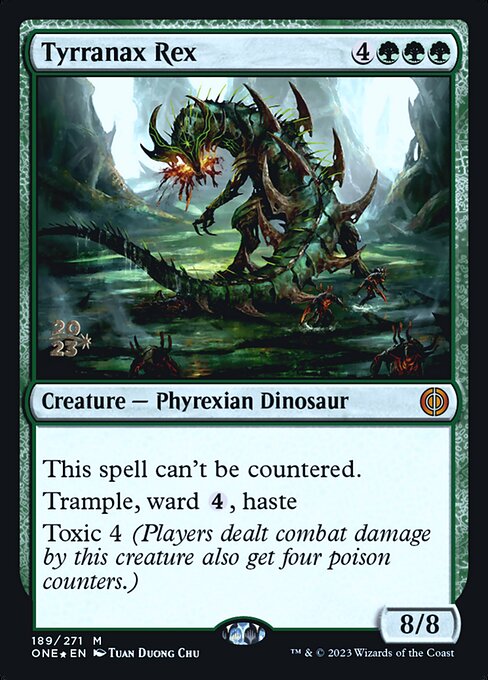 Tyrranax Rex 4
20
23
Creature — Phyrexian Dinosaur
This spell can't be countered.
Trample, ward 4, haste
Toxic 4 (Players dealt combat damage
by this creature also get four poison
counters.)
8/8
189/271 M
ONE★EN Tuan Duong Chu
™ & © 2023 Wizards of the Coast